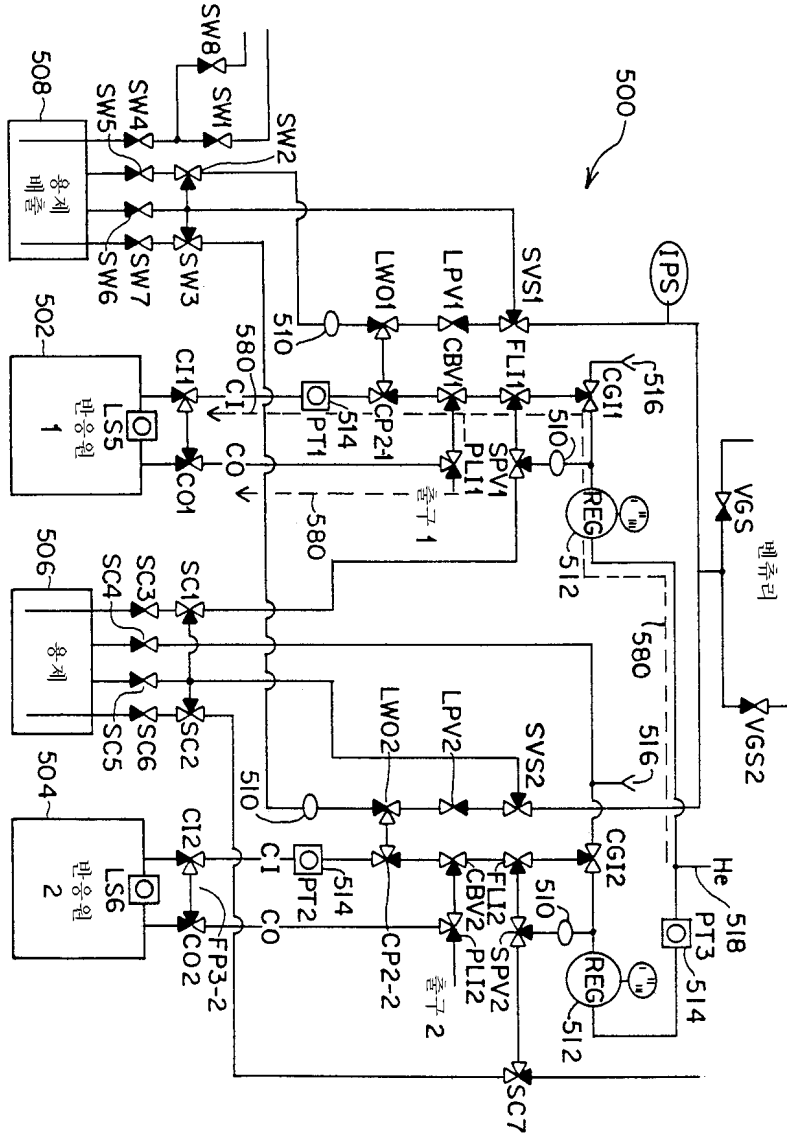 500
SW8
SW1
SW4
SW5
508
SW2
용제
배출
SW3
SW7
SW6
IPS
SVS1
LPV1
LWO1
510
FLI1
CBV1
CP2-1
CGI1
516
510
SPV1
PLI1
514
PT1
CI
580
CI1
502
LS5
반응원
1
CO
CO1
출구 1
580
REG
512
VGS
벤츄리
VGS2
580
SC1
SC3
SC4
506
용제
SC2
SC6
SC5
SVS2
LPV2
LWO2
510
516
CGI2
FLI2
CBV2
CP2-2
510
SPV2
PLI2
514
PT2
CI
CI2
504
LS6
반응원
2
CO
CO2
FP3-2
출구 2
REG
512
He
518
PT3
514
SC7